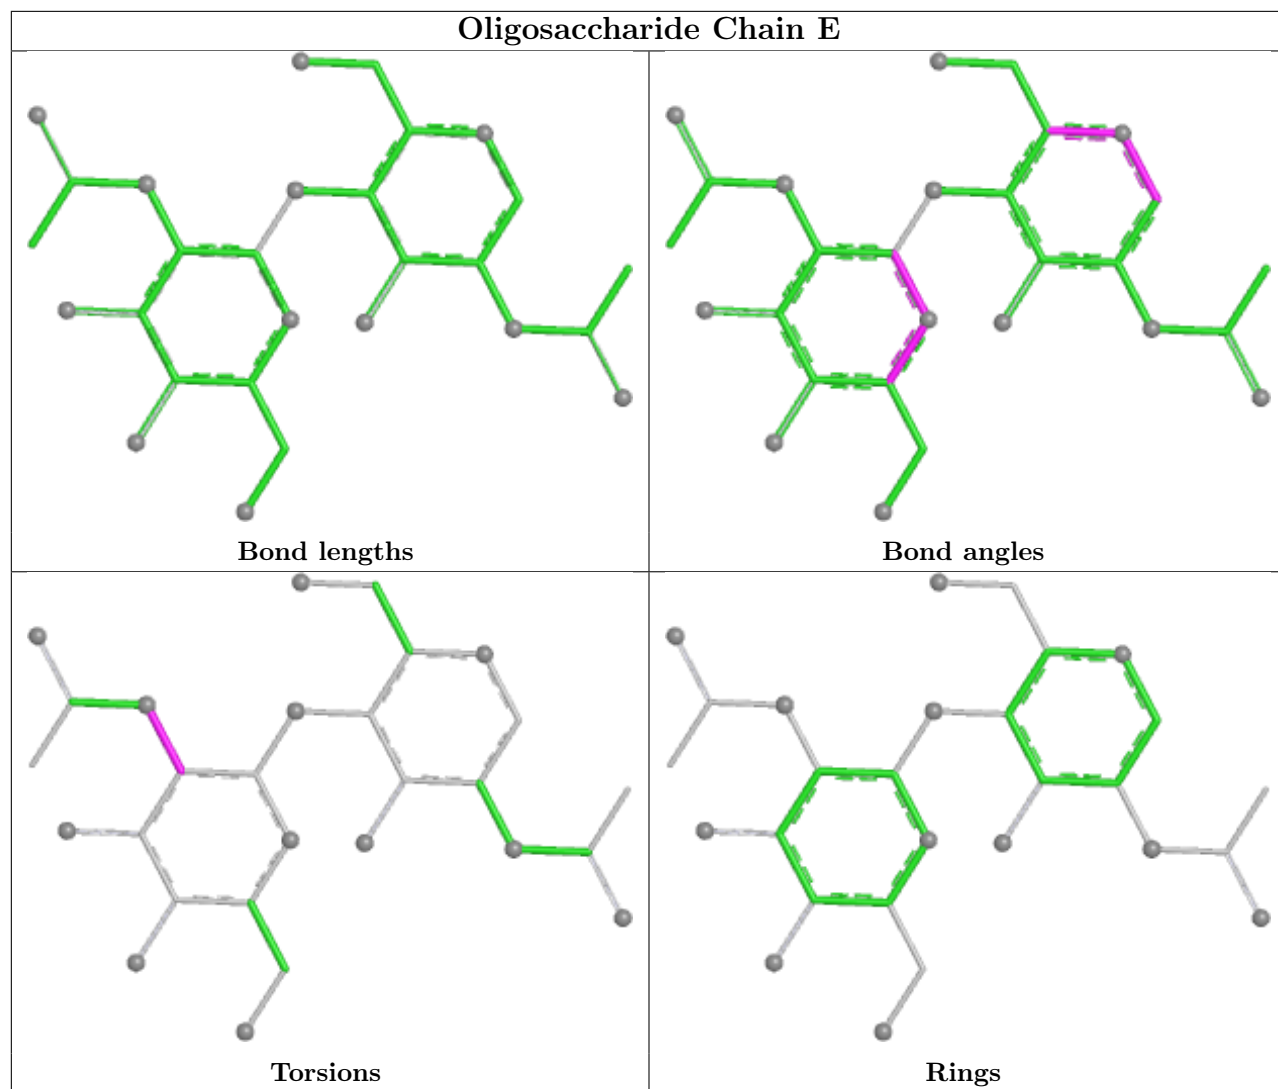 Oligosaccharide Chain E
Bond lengths
Bond angles
Torsions
Rings